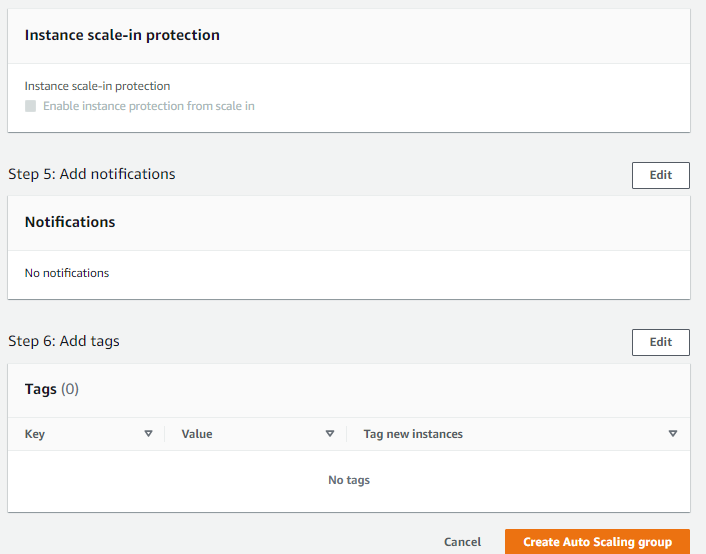 Instance scale-in protection
Instance scale-in protection
Enable instance protection from scale in
Step 5: Add notifications
Edit
Notifications
No notifications
Step 6: Add tags
Edit
Tags (0)
Key Value Tag new instances
No tags
Cancel Create Auto Scaling group